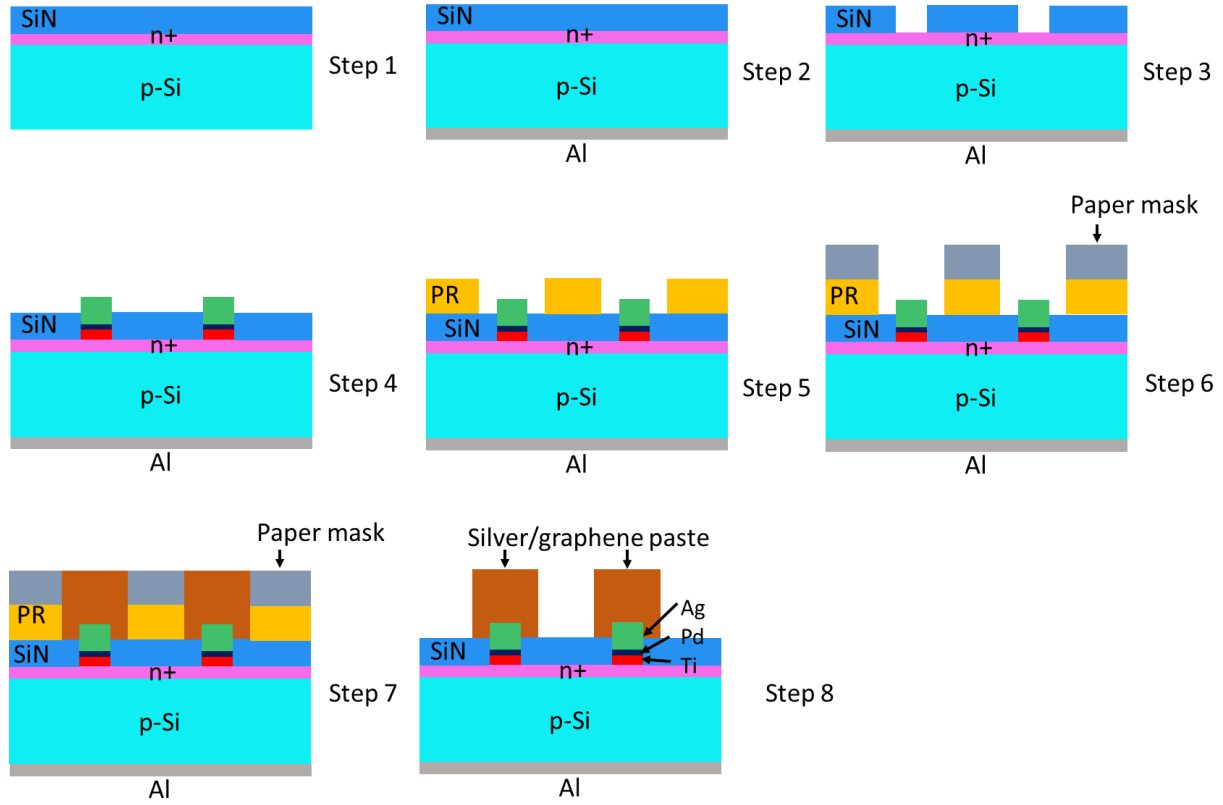 SiN
n+
p-Si
Step 1
SiN
n+
p-Si
Step 2
Al
SiN
n+
p-Si
Step 3
Al
SiN
n+
p-Si
Step 4
Al
PR
SiN
n+
p-Si
Step 5
Al
Paper mask
PR
SiN
n+
p-Si
Step 6
Al
Paper mask
PR
SiN
n+
p-Si
Step 7
Al
Silver/graphene paste
Ag
Pd
Ti
SiN
n+
p-Si
Step 8
Al